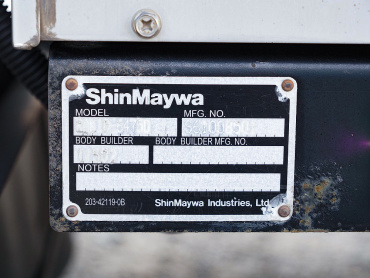 ShinMaywa
MODEL MFG. NO.
BODY BUILDER BODY BUILDER MFG. NO.
NOTES
203-42119-0B ShinMaywa Industries, Ltd.